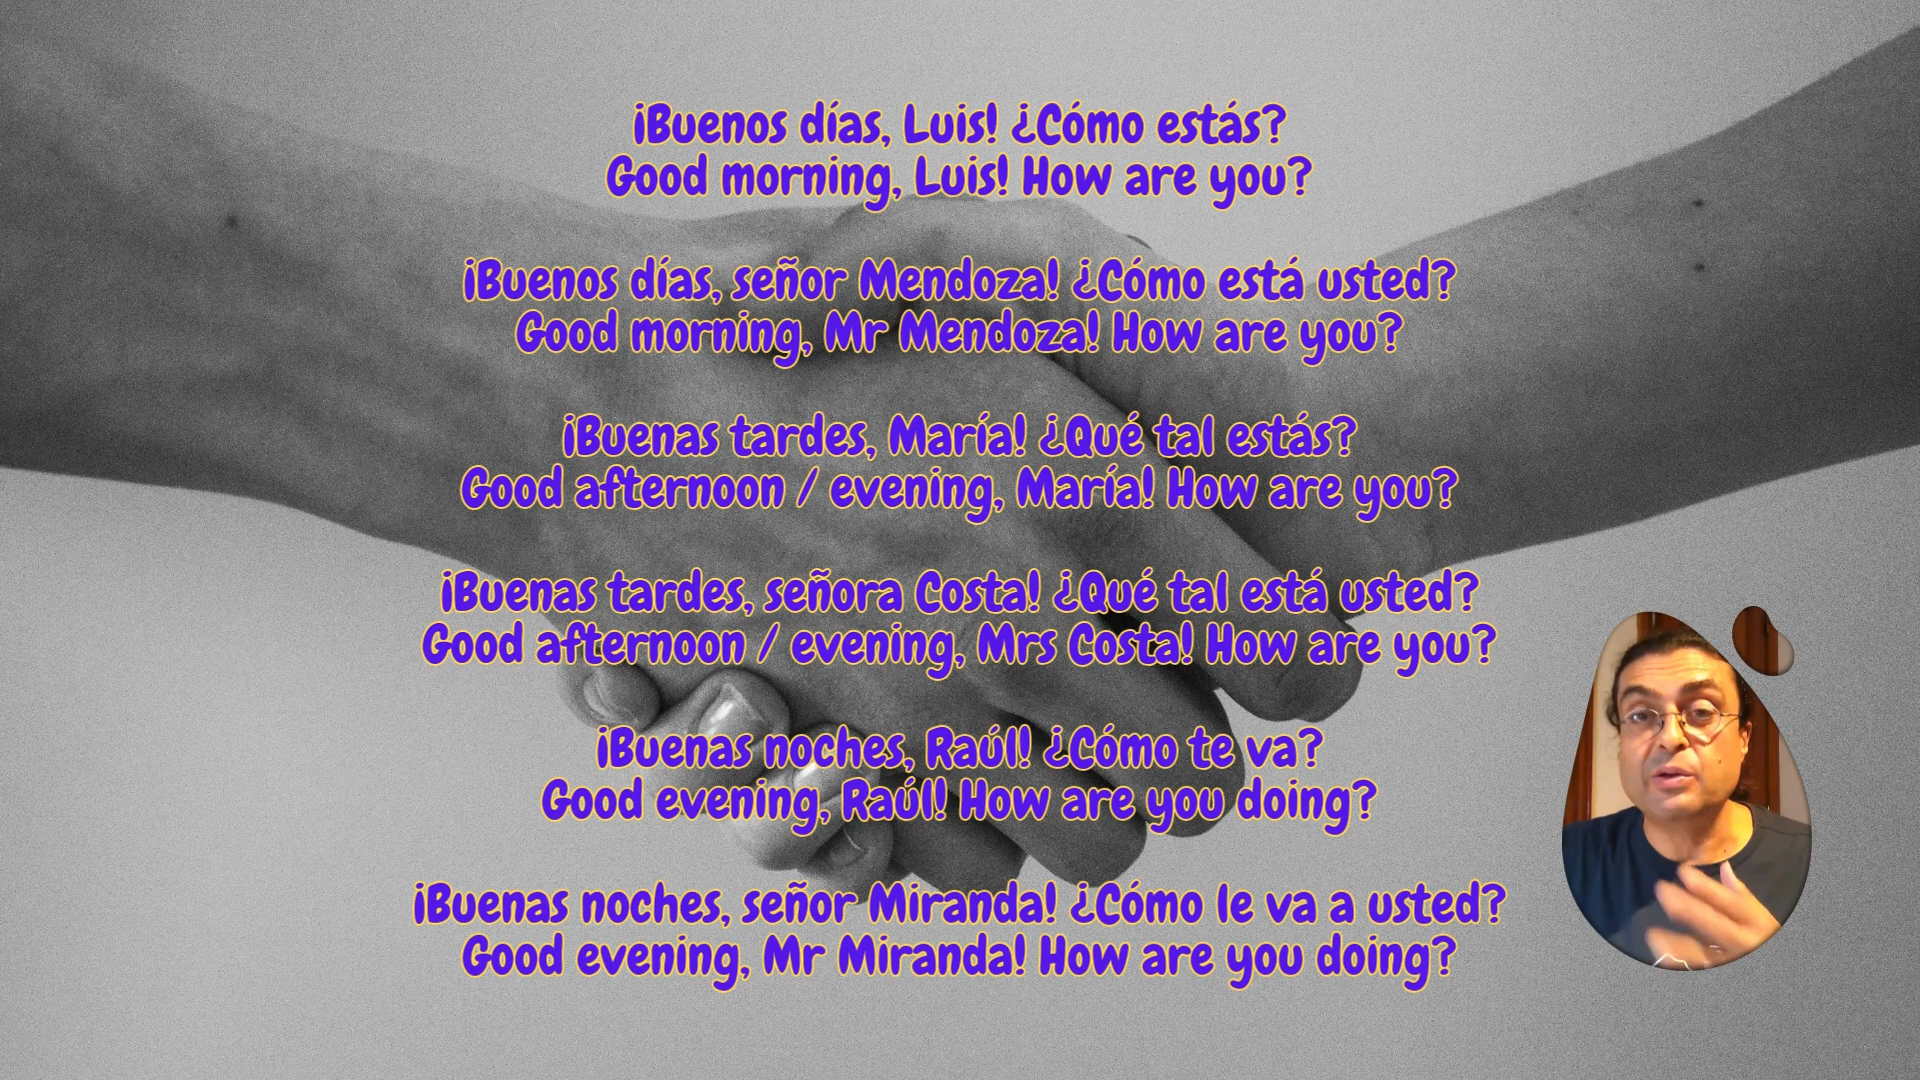 ¡Buenos días, Luis! ¿Cómo estás?
Good morning, Luis! How are you?
¡Buenos días, señor Mendoza! ¿Cómo está usted?
Good morning, Mr Mendoza! How are you?
¡Buenas tardes, María! ¿Qué tal estás?
Good afternoon / evening, María! How are you?
¡Buenas tardes, señora Costa! ¿Qué tal está usted?
Good afternoon / evening, Mrs Costa! How are you?
¡Buenas noches, Raúl! ¿Cómo te va?
Good evening, Raúl! How are you doing?
¡Buenas noches, señor Miranda! ¿Cómo le va a usted?
Good evening, Mr Miranda! How are you doing?